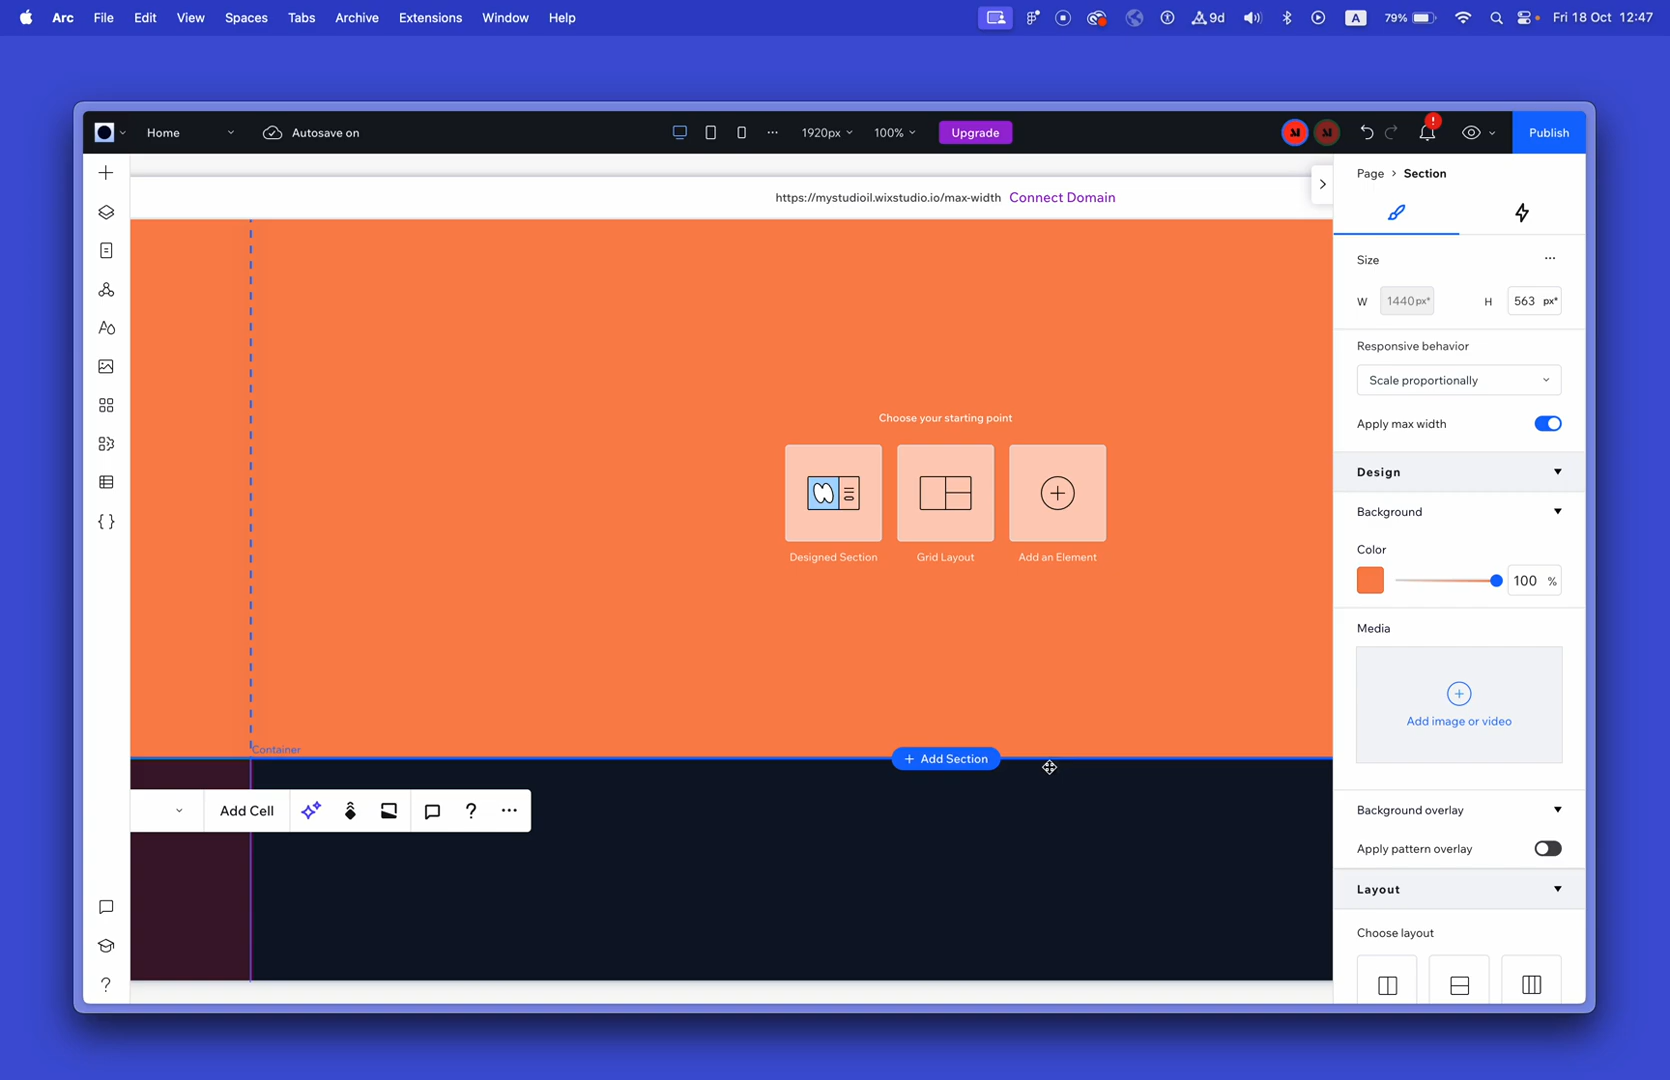 Arc File Edit View Spaces Tabs Archive Extensions Window Help
9d A 79% Fri 18 Oct 12:47
Home Autosave on 1920px 100% Upgrade Publish
https://mystudioil.wixstudio.io/max-width Connect Domain
Page > Section
Size
W 1440px* H 563 px*
Responsive behavior
Scale proportionally
Apply max width
Design
Background
Color
100 %
Media
Add image or video
Background overlay
Apply pattern overlay
Layout
Choose layout
Choose your starting point
Designed Section Grid Layout Add an Element
Container
+ Add Section
Add Cell